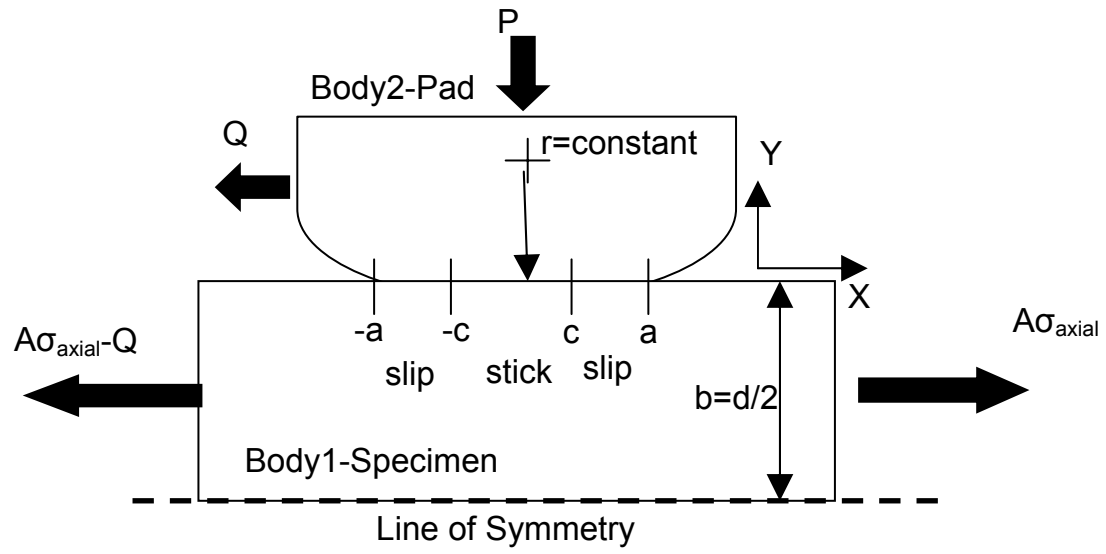 P
Body2-Pad
Q
r=constant
Y
X
-a
-c
c
a
slip
stick
slip
Aσaxial-Q
Aσaxial
b=d/2
Body1-Specimen
Line of Symmetry